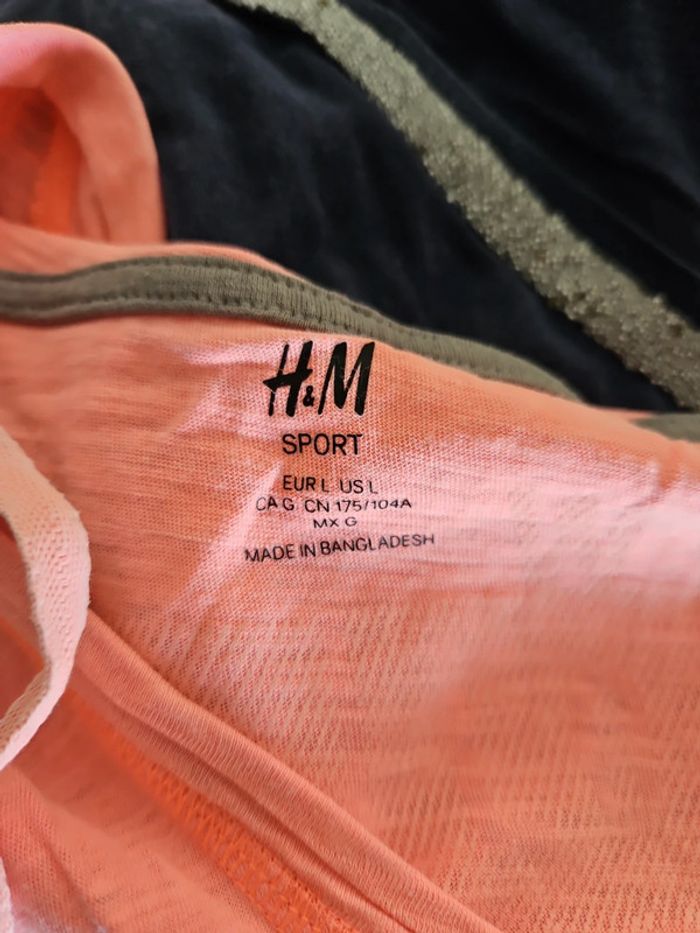 H&M
SPORT
EUR L US L
CA G CN 175/104A
MX G
MADE IN BANGLADESH